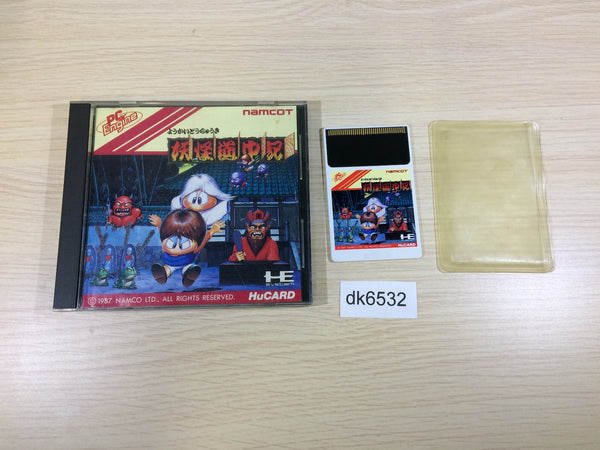 PC Engine
namcot
ようかいどうちゅうき
妖怪道中記
HE
SYSTEM
©1987 NAMCO LTD., ALL RIGHTS RESERVED.
HuCARD
namcot
妖怪道中記
HE
HuCARD
dk6532